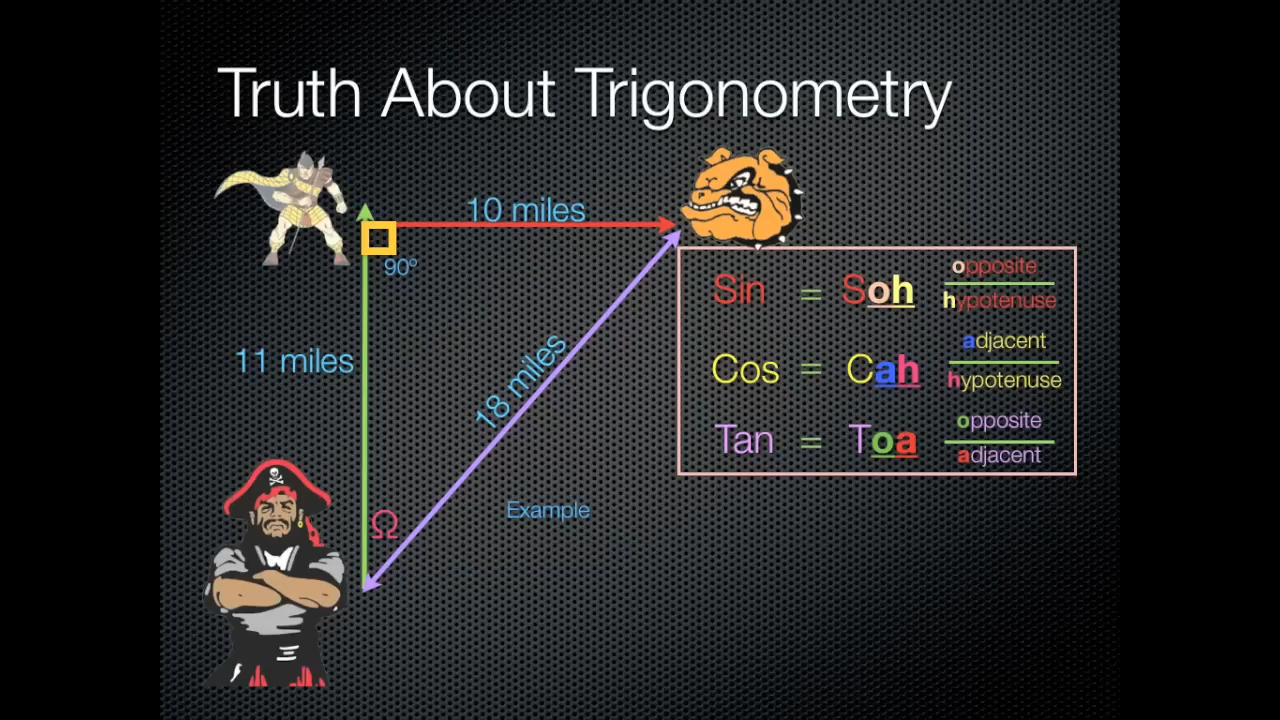 Truth About Trigonometry
10 miles
90º
11 miles
18 miles
Ω
Example
Sin = Soh opposite
hypotenuse
Cos = Cah adjacent
hypotenuse
Tan = Toa opposite
adjacent